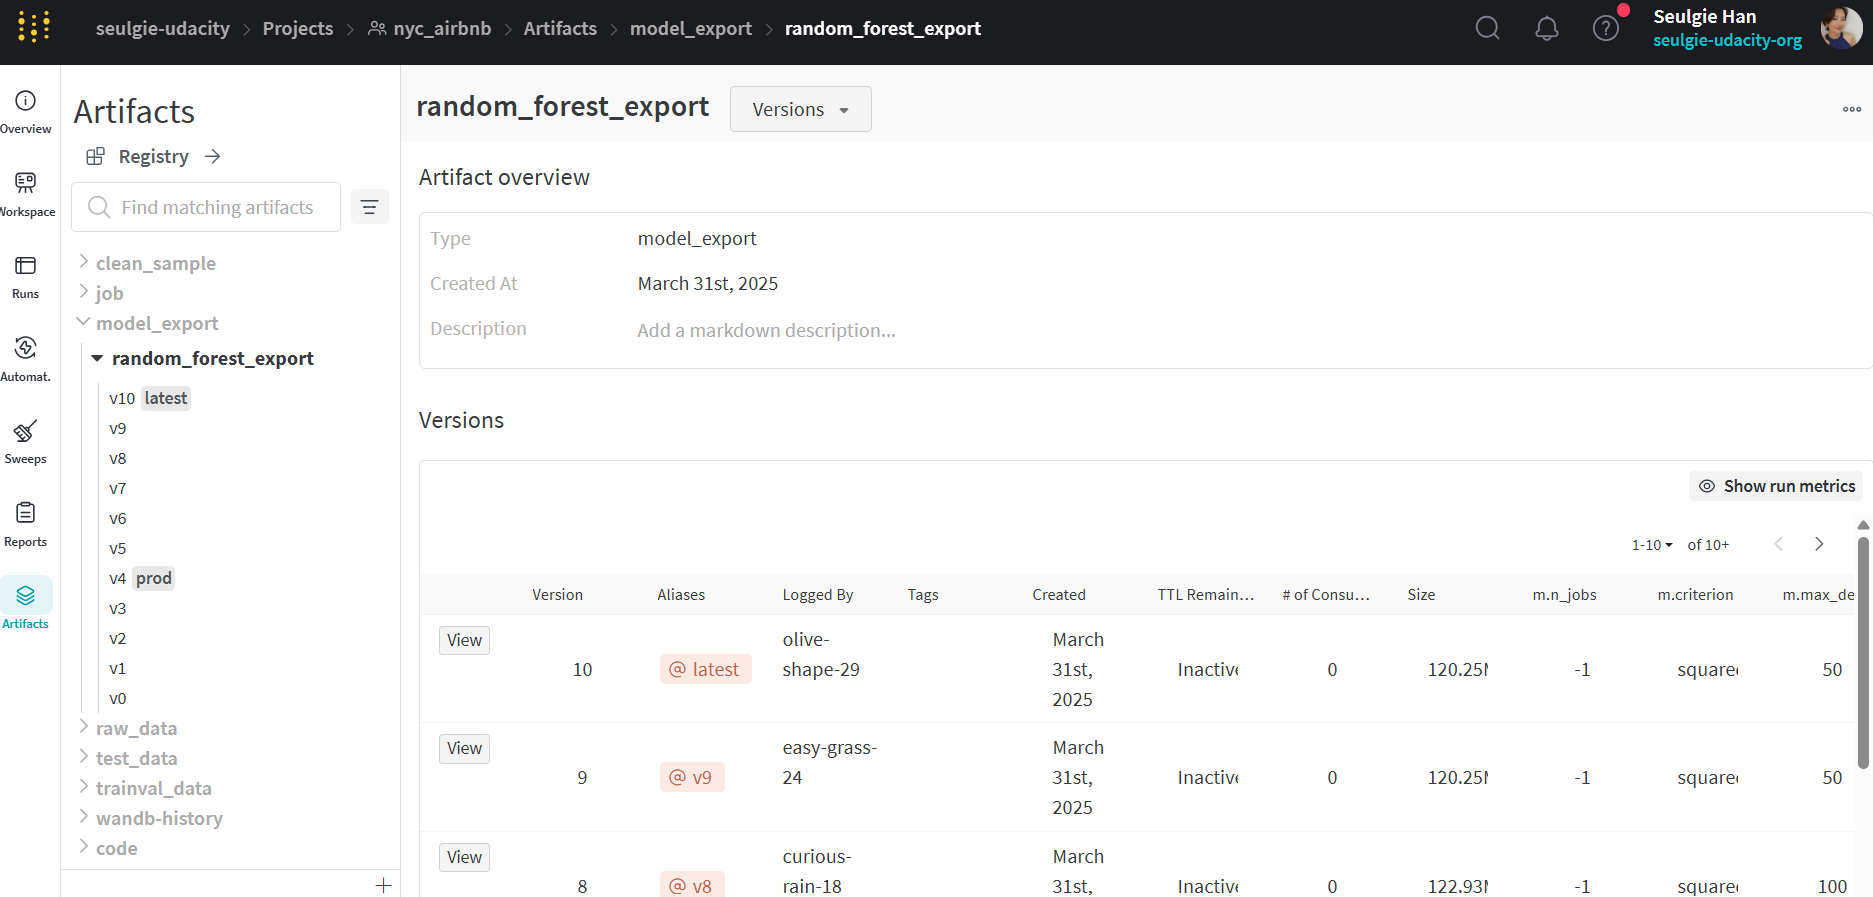 seulgie-udacity > Projects > nyc_airbnb > Artifacts > model_export > random_forest_export
Seulgie Han
seulgie-udacity-org
Overview
Workspace
Runs
Automat.
Sweeps
Reports
Artifacts
Artifacts
Registry
Find matching artifacts
clean_sample
job
model_export
random_forest_export
v10 latest
v9
v8
v7
v6
v5
v4 prod
v3
v2
v1
v0
raw_data
test_data
trainval_data
wandb-history
code
random_forest_export
Versions
Artifact overview
Type model_export
Created At March 31st, 2025
Description Add a markdown description...
Versions
Show run metrics
1-10 of 10+
Version Aliases Logged By Tags Created TTL Remain... # of Consu... Size m.n_jobs m.criterion m.max_de
View 10 @ latest olive-shape-29 March 31st, 2025 Inactive 0 120.25M -1 square 50
View 9 @ v9 easy-grass-24 March 31st, 2025 Inactive 0 120.25M -1 square 50
View 8 @ v8 curious-rain-18 March 31st, Inactive 0 122.93M -1 square 100